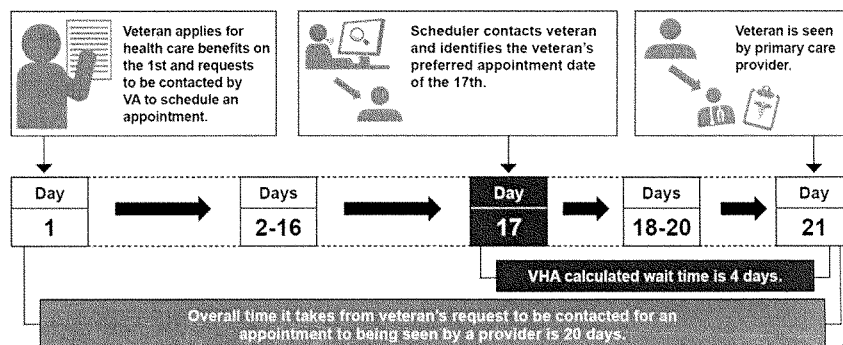 Veteran applies for
health care benefits on
the 1st and requests
to be contacted by
VA to schedule an
appointment.
Scheduler contacts veteran
and identifies the veteran's
preferred appointment date
of the 17th.
Veteran is seen
by primary care
provider.
Day
1
Days
2-16
Day
17
Days
18-20
Day
21
VHA calculated wait time is 4 days.
Overall time it takes from veteran's request to be contacted for an
appointment to being seen by a provider is 20 days.